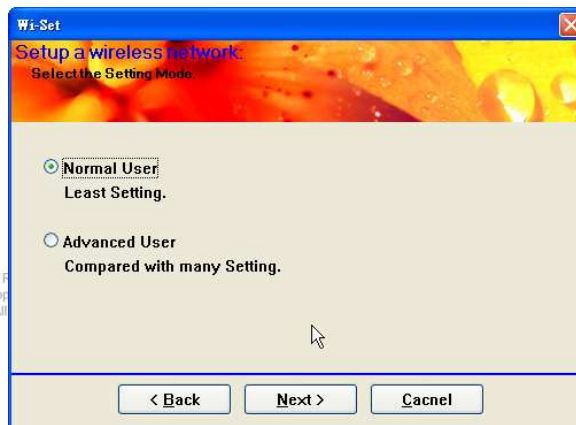 Wi-Set
Setup a wireless network:
Select the Setting Mode.
Normal User
Least Setting.
Advanced User
Compared with many Setting.
< Back
Next >
Cacnel